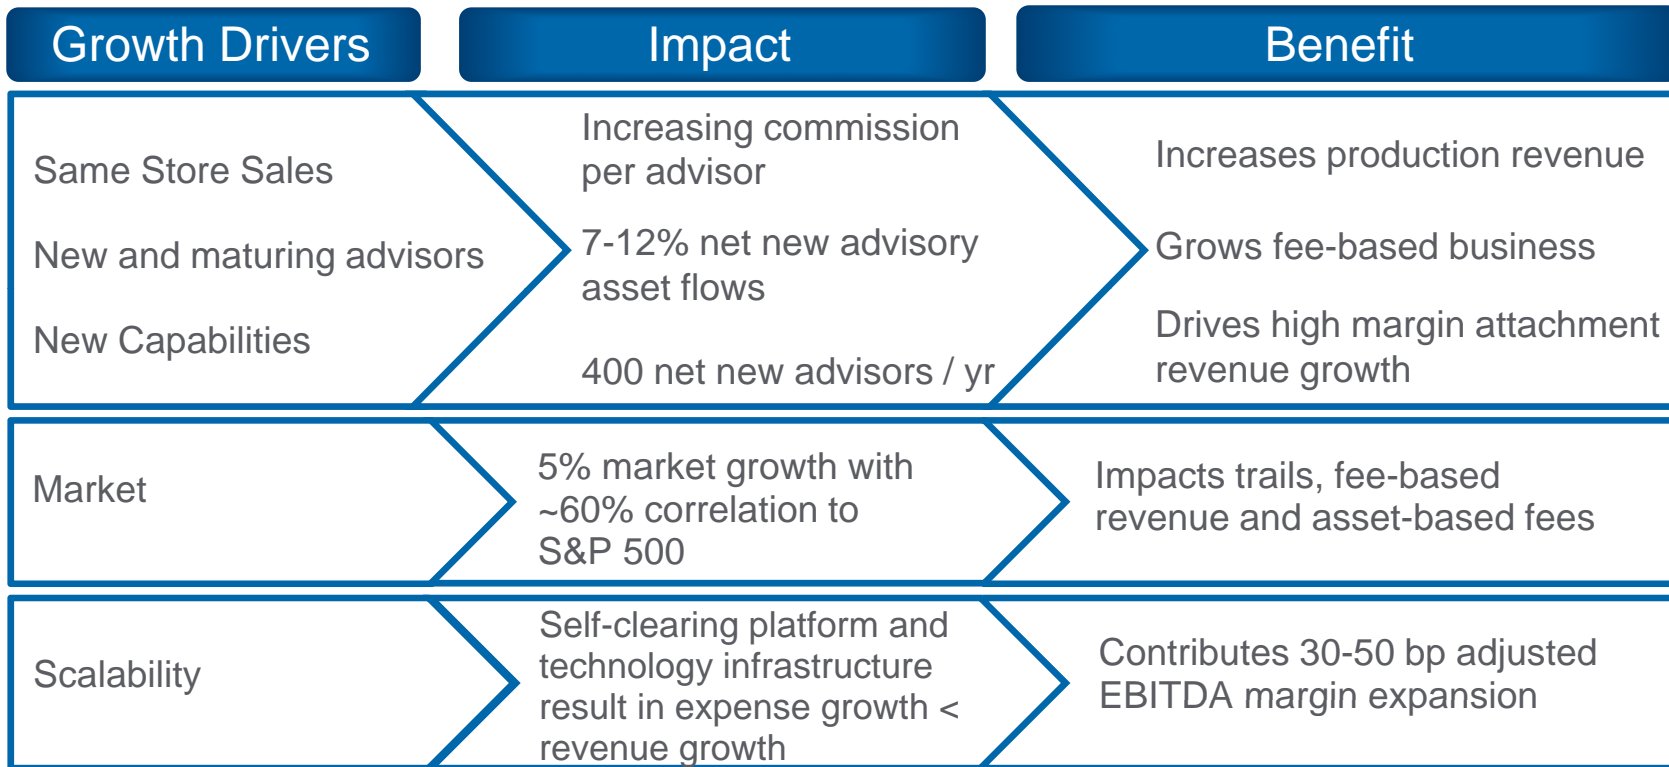 Growth Drivers
Impact
Benefit
Same Store Sales
New and maturing advisors
New Capabilities
Increasing commission
per advisor
7-12% net new advisory
asset flows
400 net new advisors / yr
Increases production revenue
Grows fee-based business
Drives high margin attachment
revenue growth
Market
5% market growth with
~60% correlation to
S&P 500
Impacts trails, fee-based
revenue and asset-based fees
Scalability
Self-clearing platform and
technology infrastructure
result in expense growth <
revenue growth
Contributes 30-50 bp adjusted
EBITDA margin expansion